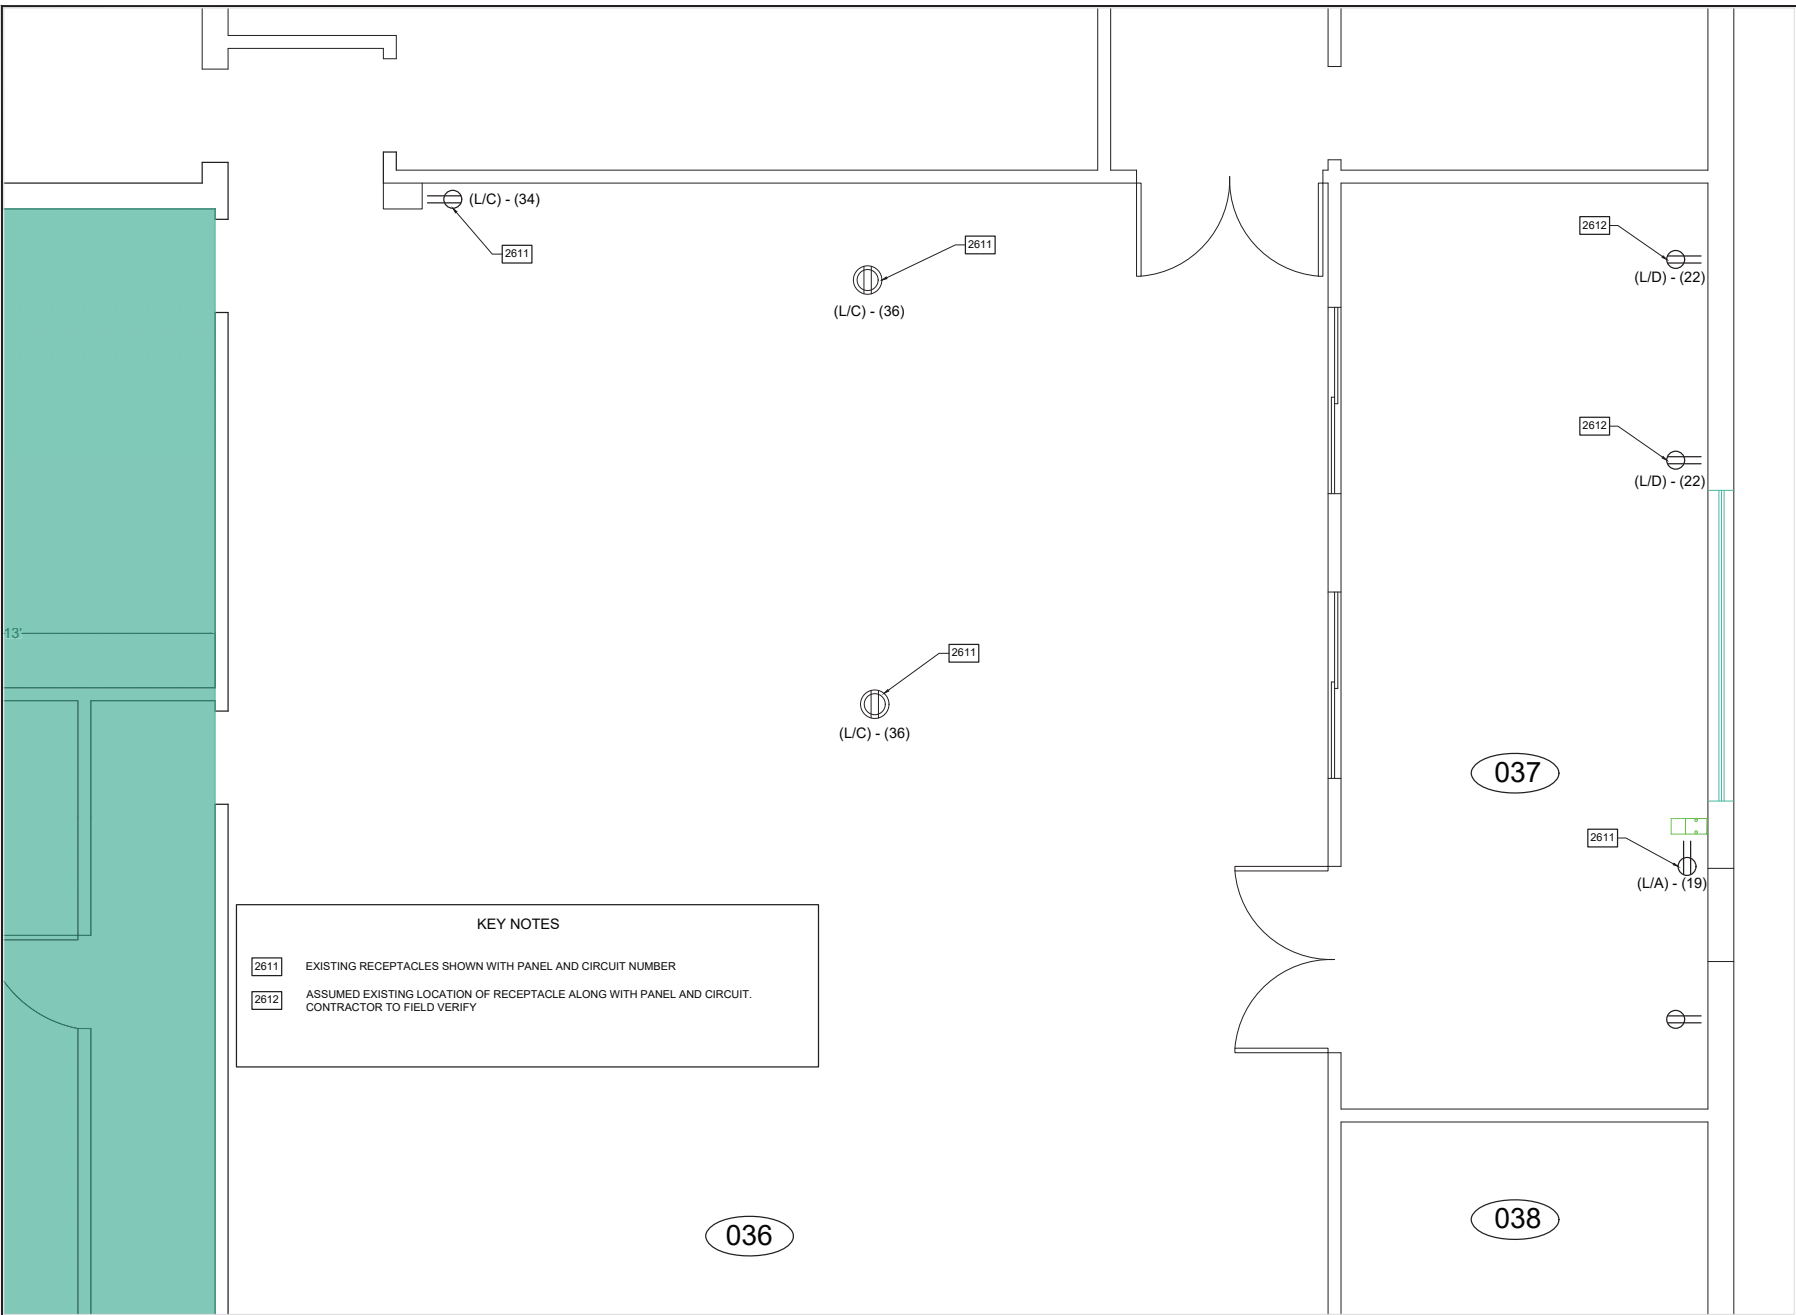 (L/C) - (34)
2611
2611
(L/C) - (36)
2612
(L/D) - (22)
2612
(L/D) - (22)
13'
2611
(L/C) - (36)
037
2611
(L/A) - (19)
KEY NOTES
2611 EXISTING RECEPTACLES SHOWN WITH PANEL AND CIRCUIT NUMBER
2612 ASSUMED EXISTING LOCATION OF RECEPTACLE ALONG WITH PANEL AND CIRCUIT.
CONTRACTOR TO FIELD VERIFY
036
038